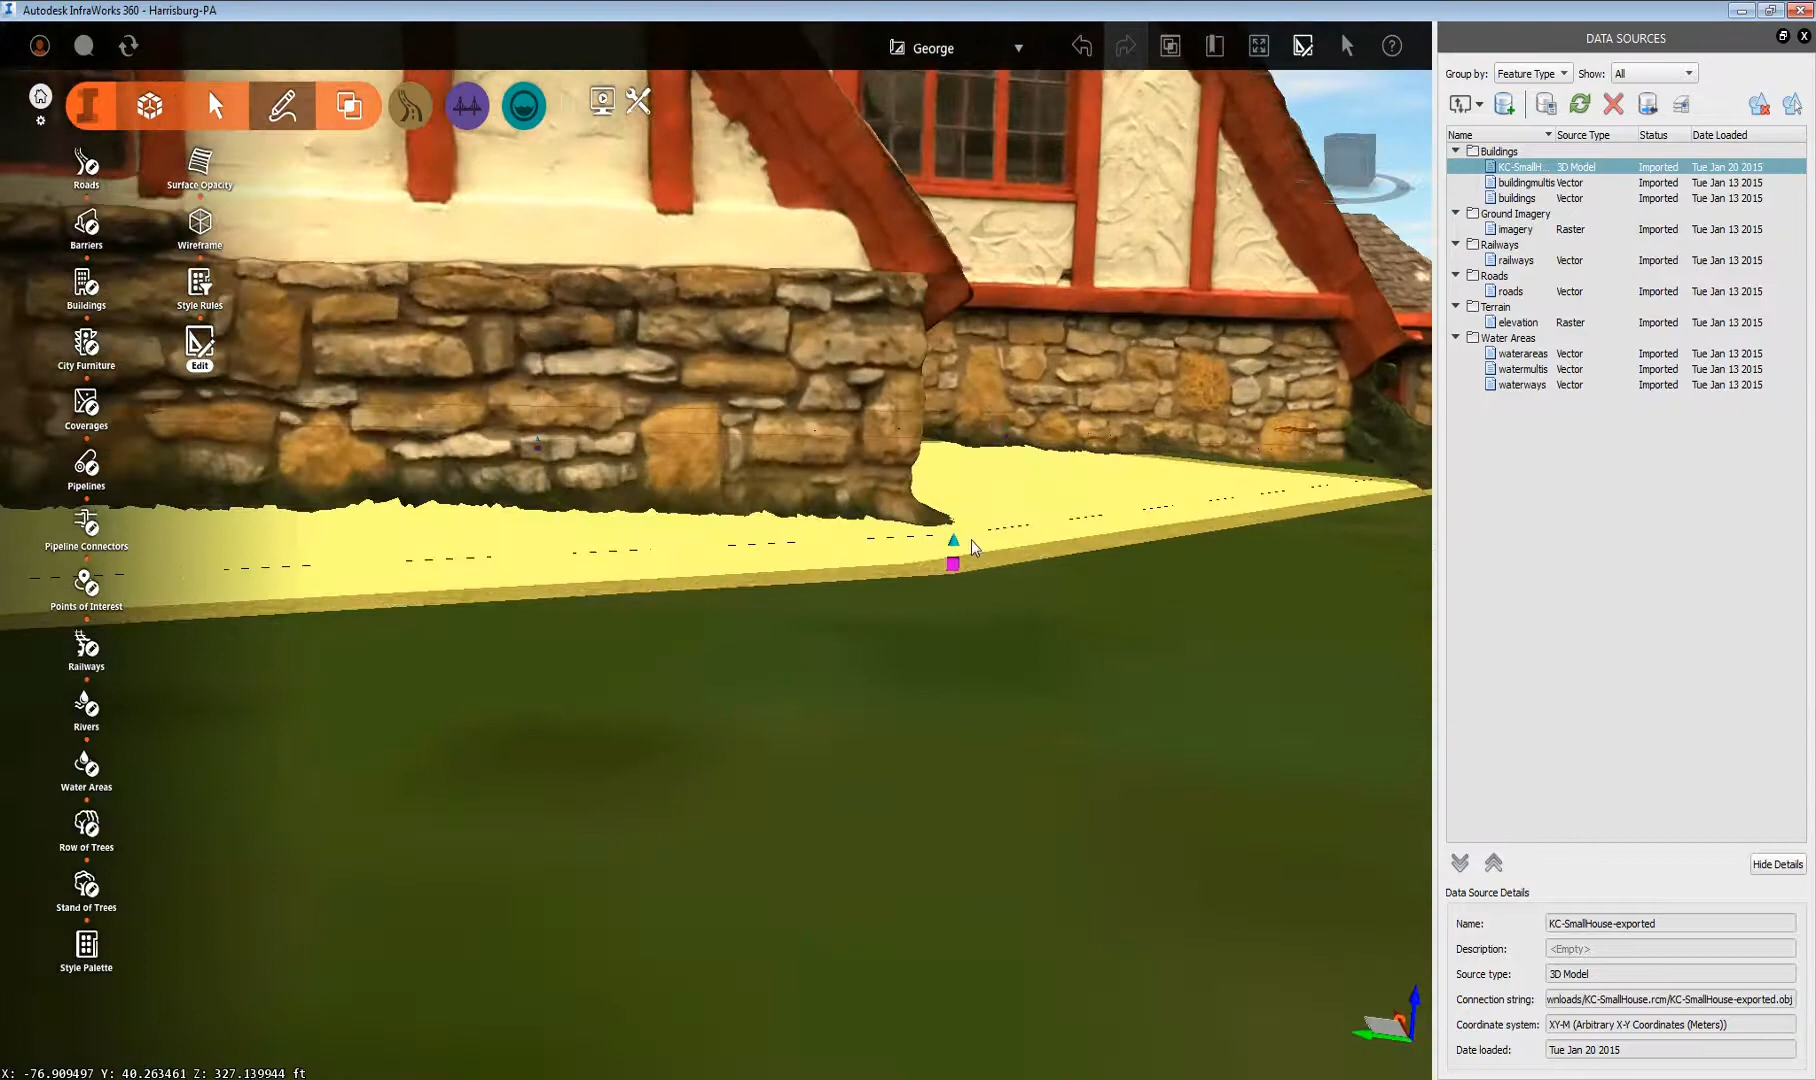 Autodesk InfraWorks 360 - Harrisburg-PA
George
Roads
Barriers
Buildings
City Furniture
Coverages
Pipelines
Pipeline Connectors
Points of Interest
Railways
Rivers
Water Areas
Row of Trees
Stand of Trees
Style Palette
Surface Opacity
Wireframe
Style Rules
Edit
X: -76.909497 Y: 40.263461 Z: 327.139944 ft
DATA SOURCES
Group by: Feature Type Show: All
Name Source Type Status Date Loaded
Buildings
KC-SmallH... 3D Model Imported Tue Jan 20 2015
buildingmultis Vector Imported Tue Jan 13 2015
buildings Vector Imported Tue Jan 13 2015
Ground Imagery
imagery Raster Imported Tue Jan 13 2015
Railways
railways Vector Imported Tue Jan 13 2015
Roads
roads Vector Imported Tue Jan 13 2015
Terrain
elevation Raster Imported Tue Jan 13 2015
Water Areas
waterareas Vector Imported Tue Jan 13 2015
watermultis Vector Imported Tue Jan 13 2015
waterways Vector Imported Tue Jan 13 2015
Hide Details
Data Source Details
Name: KC-SmallHouse-exported
Description: <Empty>
Source type: 3D Model
Connection string: wnloads/KC-SmallHouse.rcm/KC-SmallHouse-exported.obj
Coordinate system: XY-M (Arbitrary X-Y Coordinates (Meters))
Date loaded: Tue Jan 20 2015